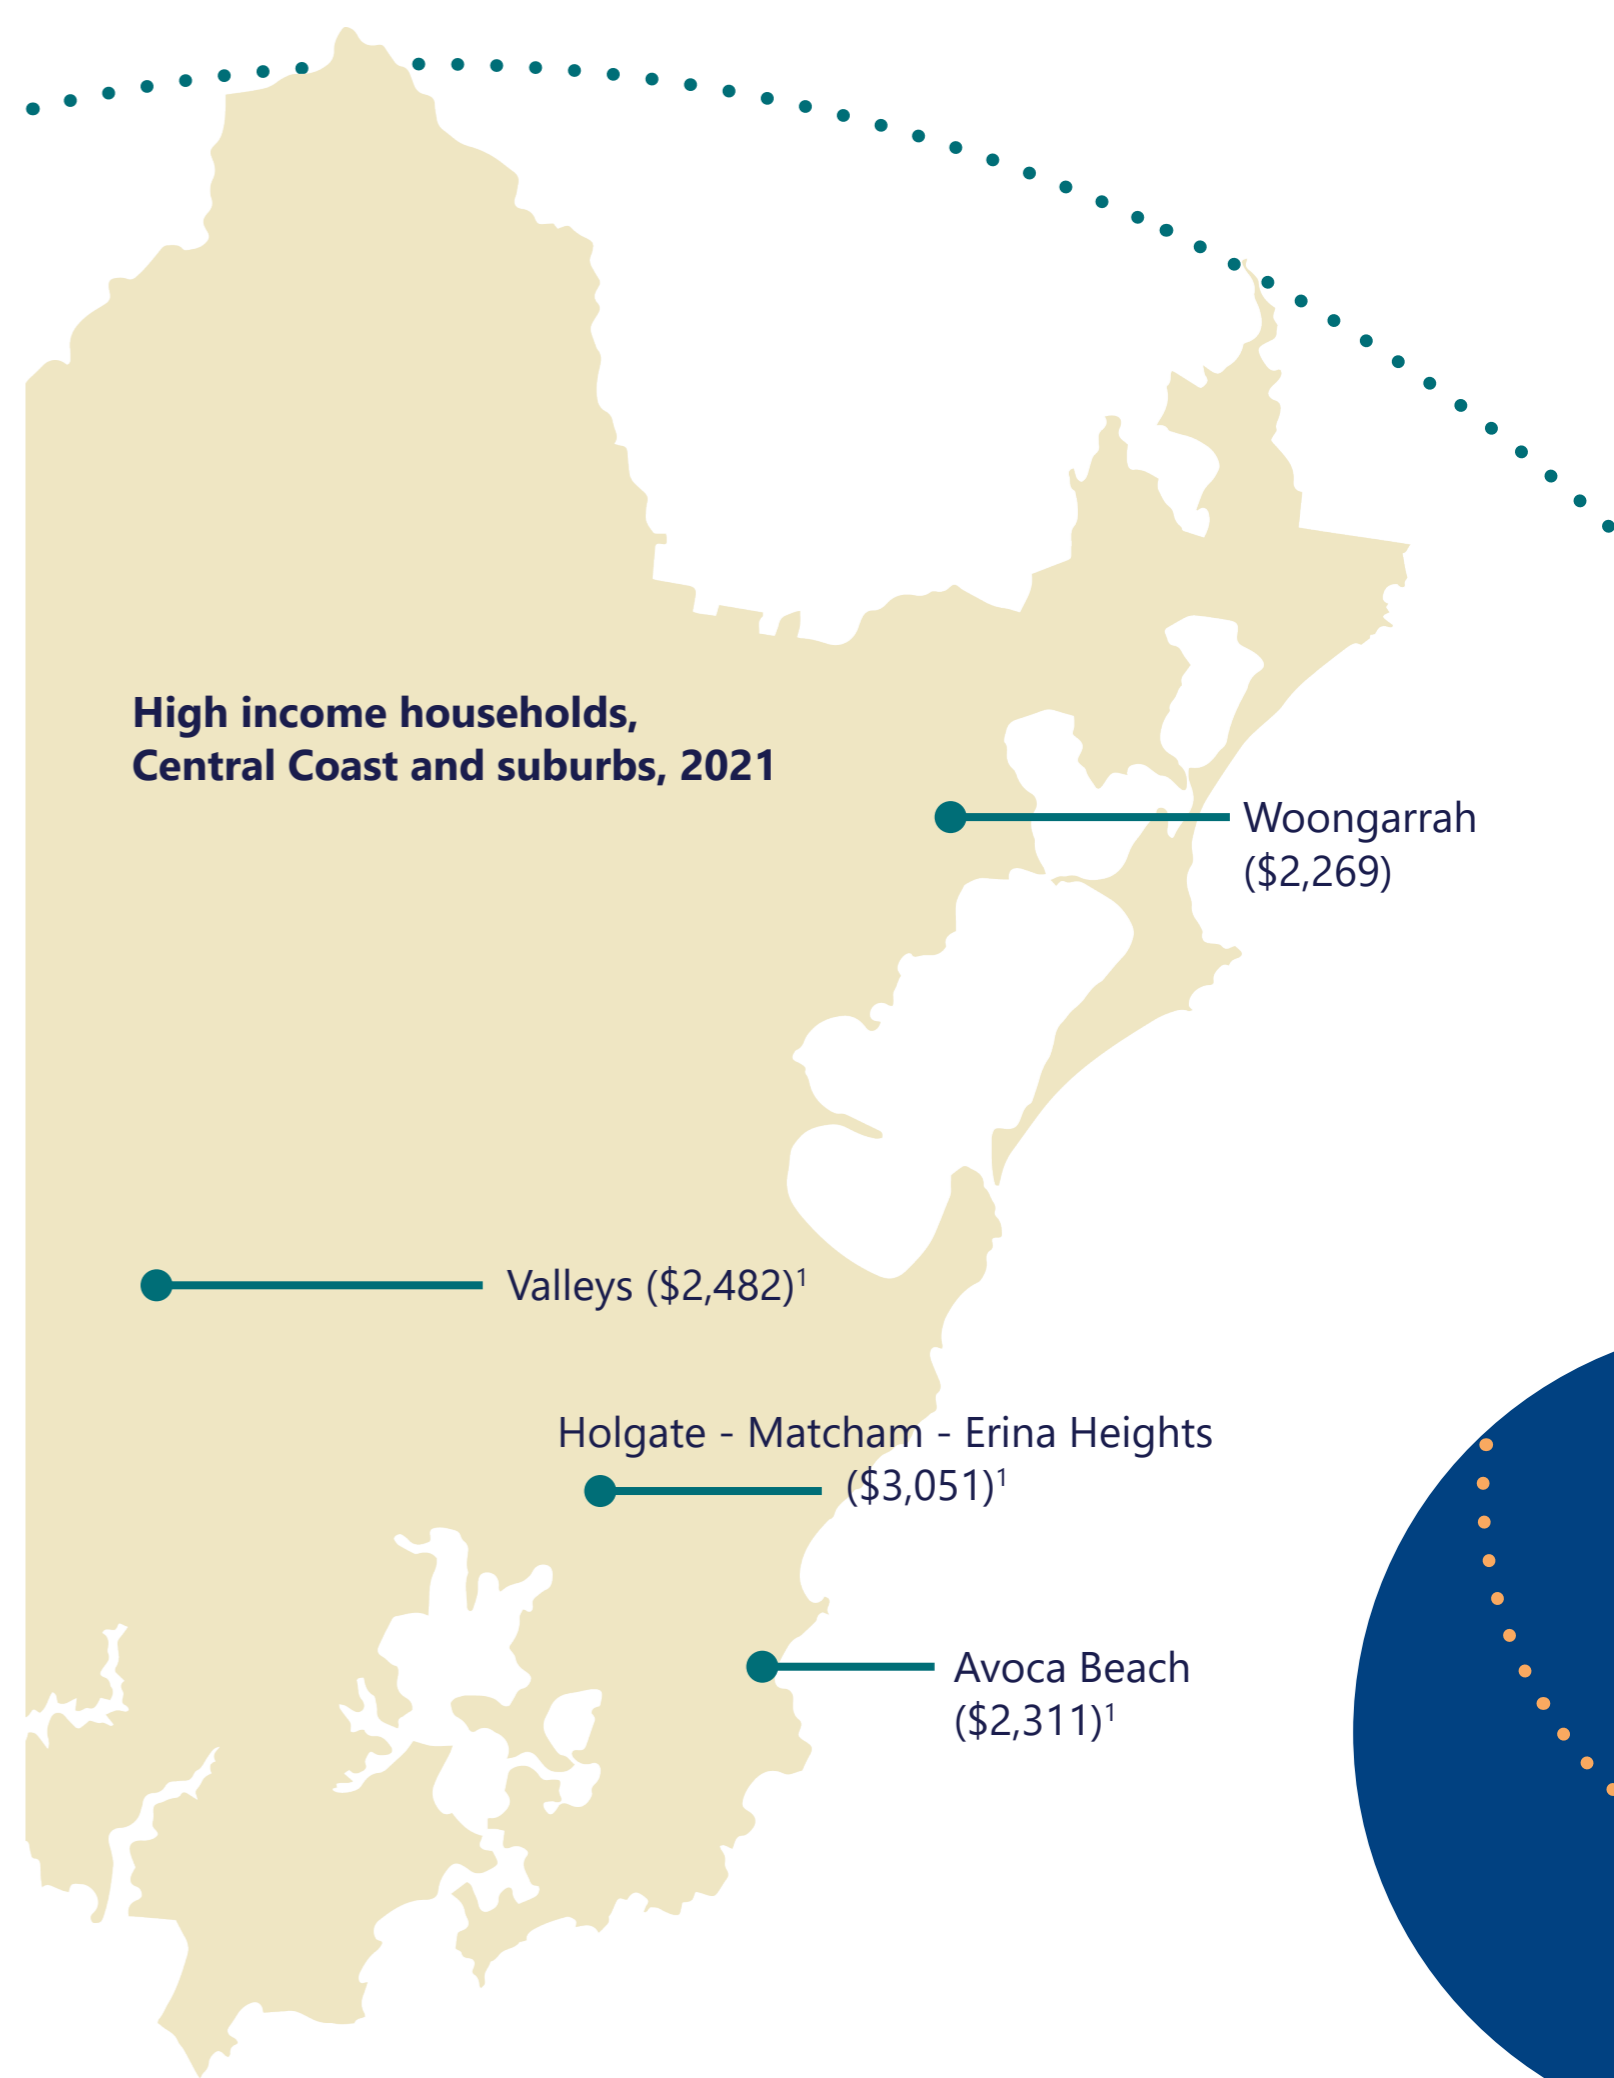 High income households,
Central Coast and suburbs, 2021
Woongarrah
($2,269)
Valleys ($2,482)¹
Holgate - Matcham - Erina Heights
($3,051)¹
Avoca Beach
($2,311)¹